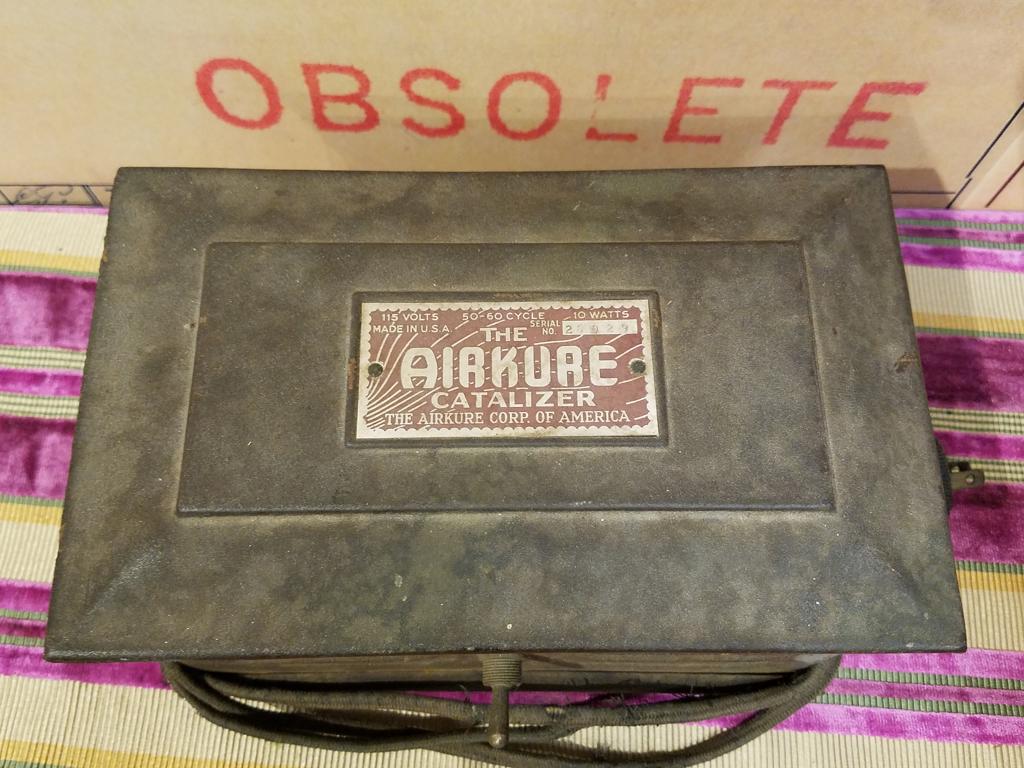 OBSOLETE
115 VOLTS 50-60 CYCLE 10 WATTS
MADE IN U.S.A. SERIAL NO.
THE
AIRKURE
CATALIZER
THE AIRKURE CORP. OF AMERICA